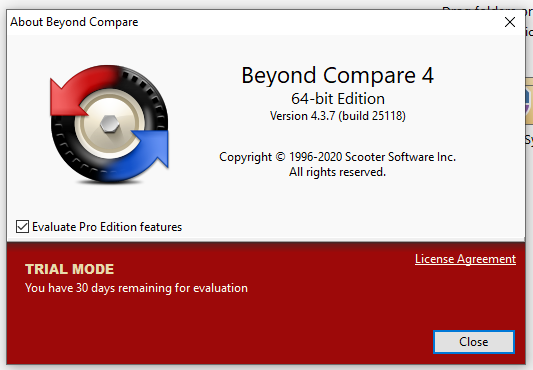 About Beyond Compare
Beyond Compare 4
64-bit Edition
Version 4.3.7 (build 25118)
Copyright © 1996-2020 Scooter Software Inc.
All rights reserved.
Evaluate Pro Edition features
TRIAL MODE
License Agreement
You have 30 days remaining for evaluation
Close